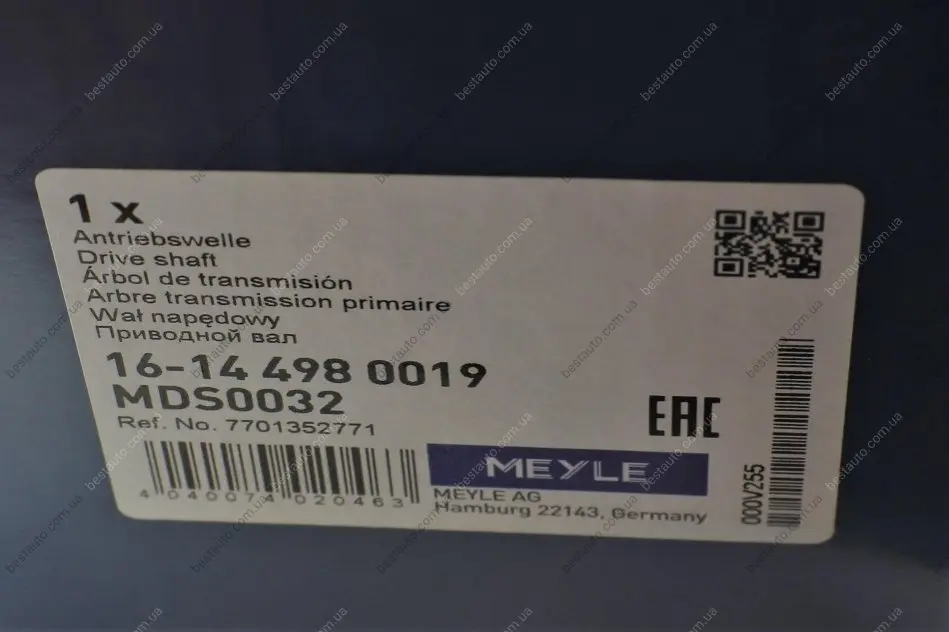 1 x
Antriebswelle
Drive shaft
Árbol de transmisión
Arbre transmission primaire
Wał napędowy
Приводной вал
16-14 498 0019
MDS0032
Ref. No. 7701352771
4 040074 020463
EAC
MEYLE
MEYLE AG
Hamburg 22143, Germany
000V255
bestauto.com.ua